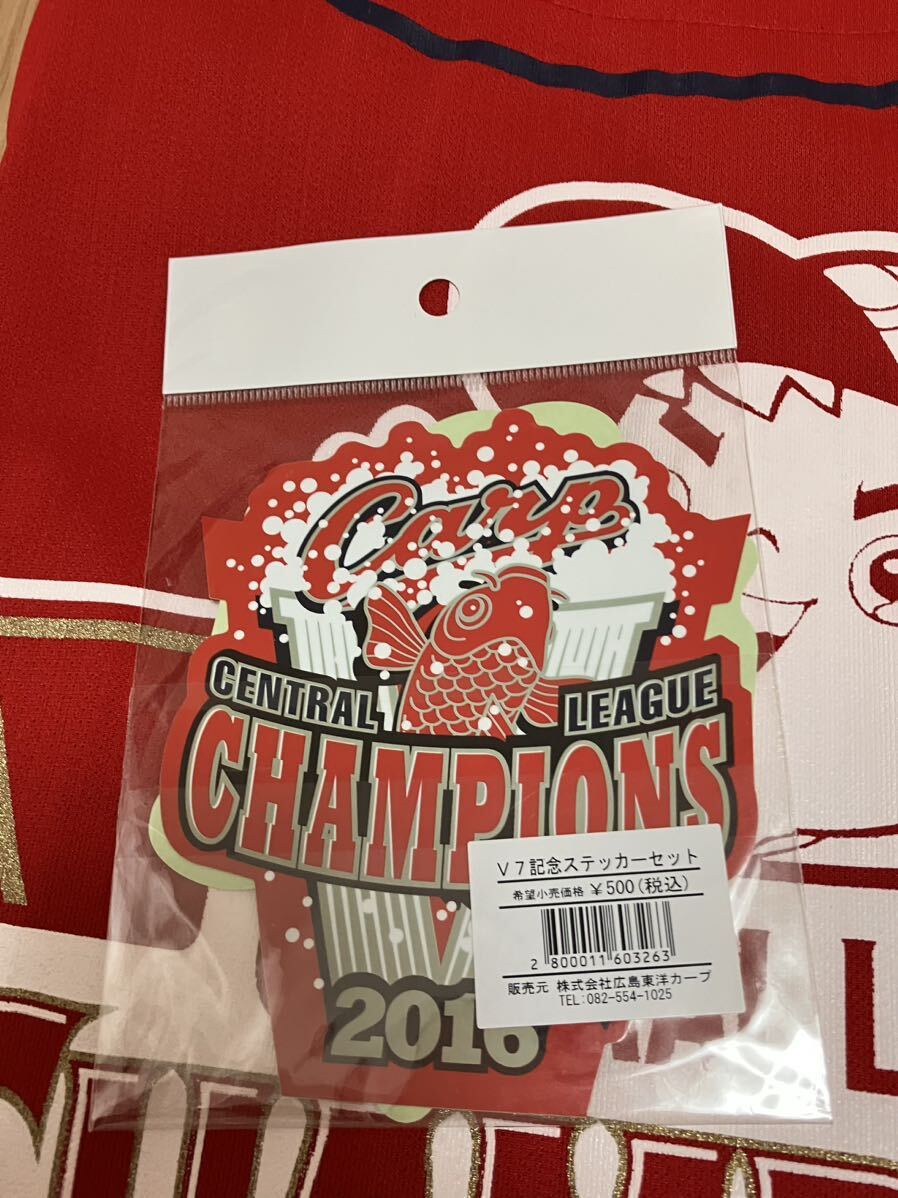 Carp
CENTRAL LEAGUE
CHAMPIONS
V7記念ステッカーセット
希望小売価格 ¥500(税込)
2 800011 603263
販売元 株式会社広島東洋カープ
TEL:082-554-1025
2016